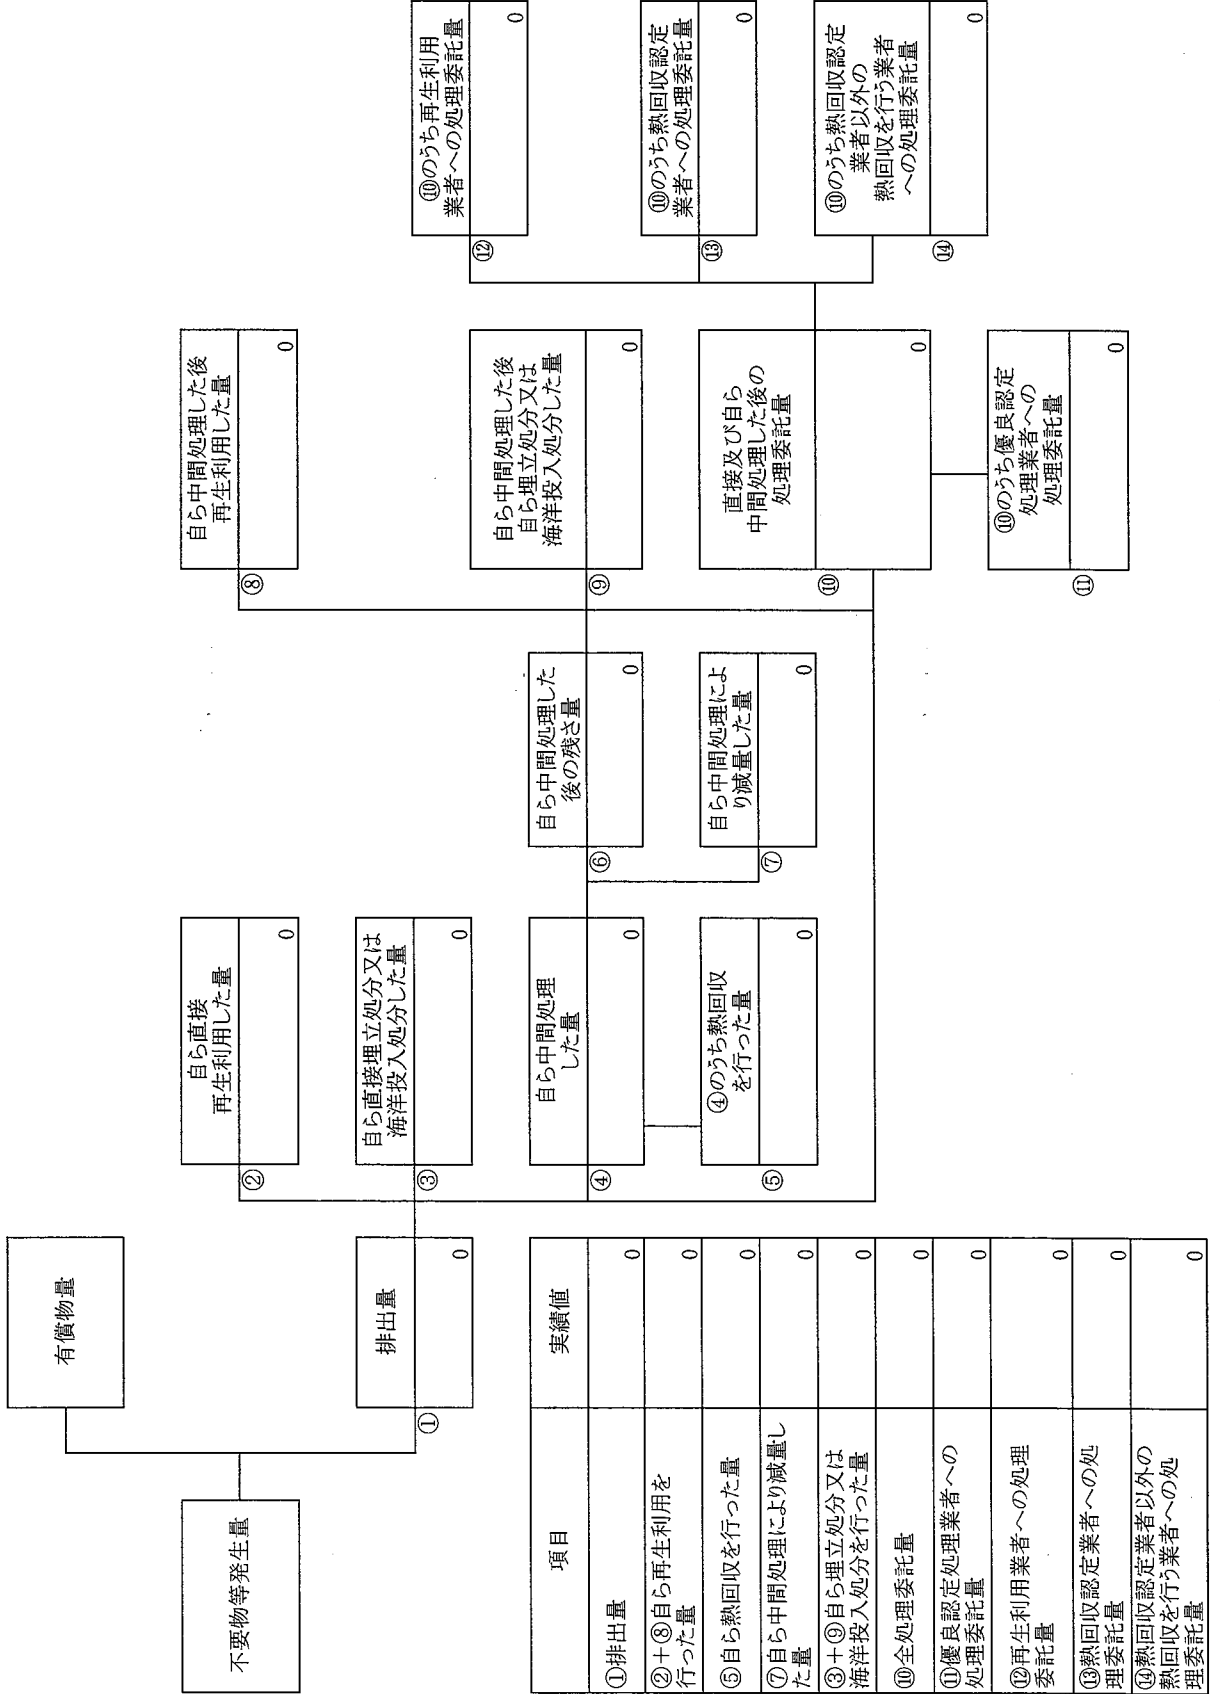 不要物等発生量
有償物量
①
排出量
0
②
自ら直接
再生利用した量
0
③
自ら直接埋立処分又は
海洋投入処分した量
0
④
自ら中間処理
した量
0
⑤
④のうち熱回収
を行った量
0
⑥
自ら中間処理した
後の残さ量
0
⑦
自ら中間処理によ
り減量した量
0
⑧
自ら中間処理した後
再生利用した量
0
⑨
自ら中間処理した後
自ら埋立処分又は
海洋投入処分した量
0
⑩
直接及び自ら
中間処理した後の
処理委託量
0
⑪
⑩のうち優良認定
処理業者への
処理委託量
0
⑫
⑩のうち再生利用
業者への処理委託量
0
⑬
⑩のうち熱回収認定
業者への処理委託量
0
⑭
⑩のうち熱回収認定
業者以外の
熱回収を行う業者
への処理委託量
0
項目 実績値
①排出量 0
②+⑧自ら再生利用を
行った量 0
⑤自ら熱回収を行った量 0
⑦自ら中間処理により減量し
た量 0
③+⑨自ら埋立処分又は
海洋投入処分を行った量 0
⑩全処理委託量 0
⑪優良認定処理業者への
処理委託量 0
⑫再生利用業者への処理
委託量 0
⑬熱回収認定業者への処
理委託量 0
⑭熱回収認定業者以外の
熱回収を行う業者への処
理委託量 0